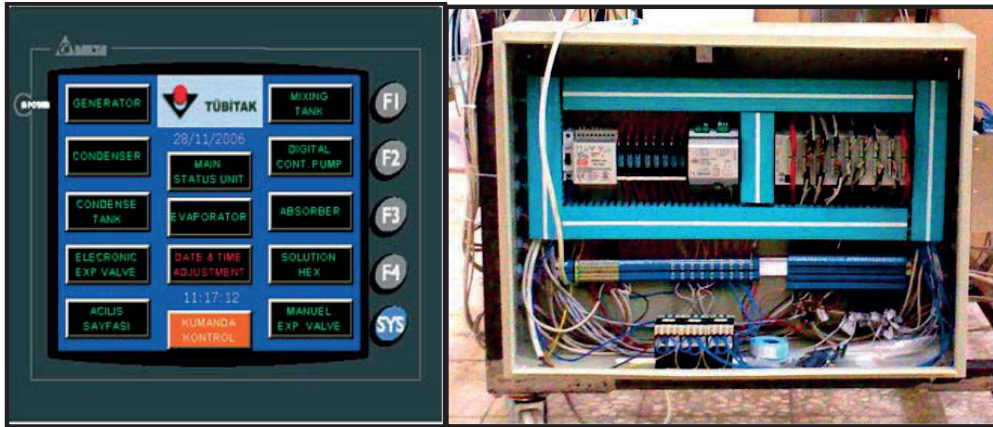 GENERATOR
CONDENSER
CONDENSE
TANK
ELECRONIC
EXP VALVE
ACILIS
SAYFASI
TÜBİTAK
28/11/2006
MAIN
STATUS UNIT
EVAPORATOR
DATE & TIME
ADJUSTMENT
11:17:12
KUMANDA
KONTROL
MIXING
TANK
DIGITAL
CONT. PUMP
ABSORBER
SOLUTION
HEX
MANUEL
EXP. VALVE
F1
F2
F3
F4
SYS